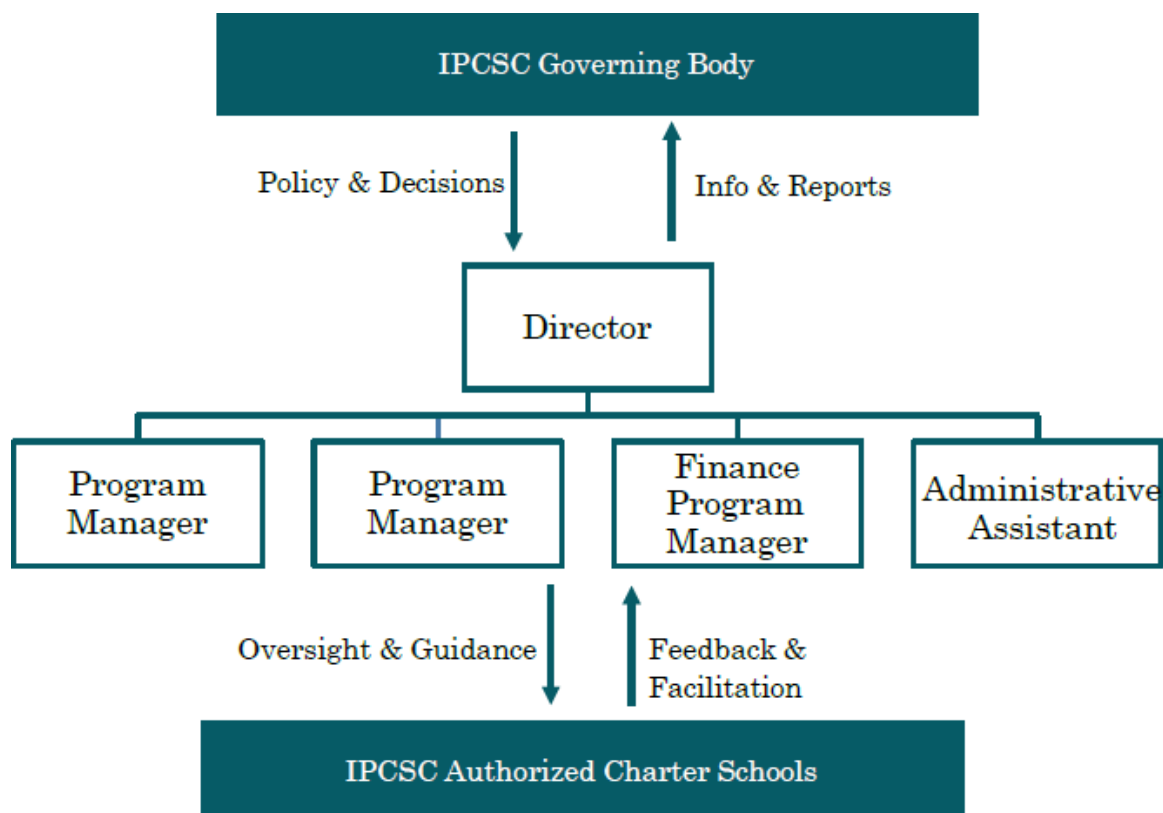 IPCSC Governing Body
Policy & Decisions
Info & Reports
Director
Program
Manager
Program
Manager
Finance
Program
Manager
Administrative
Assistant
Oversight & Guidance
Feedback &
Facilitation
IPCSC Authorized Charter Schools